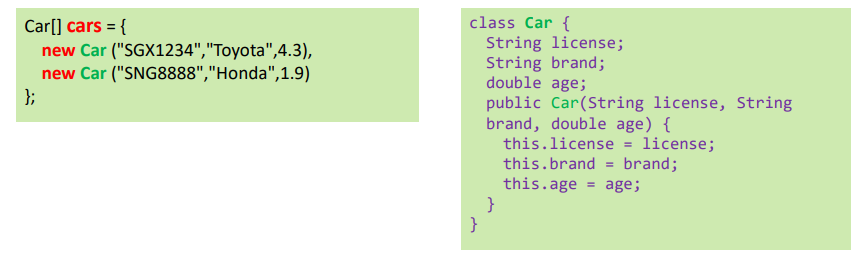 Car[] cars = {
new Car ("SGX1234","Toyota",4.3),
new Car ("SNG8888","Honda",1.9)
};
class Car {
String license;
String brand;
double age;
public Car(String license, String
brand, double age) {
this.license = license;
this.brand = brand;
this.age = age;
}
}